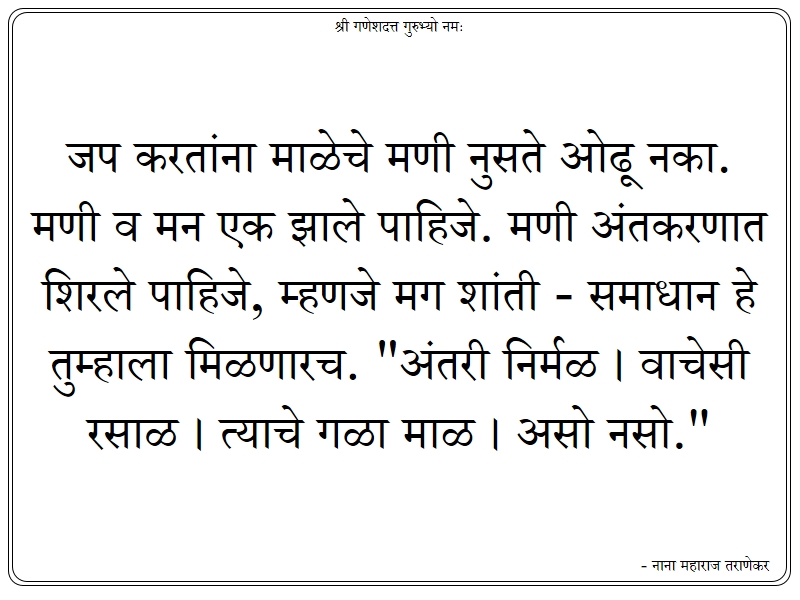 श्री गणेशदत्त गुरुभ्यो नमः
जप करतांना माळेचे मणी नुसते ओढू नका.
मणी व मन एक झाले पाहिजे. मणी अंतकरणात
शिरले पाहिजे, म्हणजे मग शांती - समाधान हे
तुम्हाला मिळणारच. "अंतरी निर्मळ । वाचेसी
रसाळ । त्याचे गळा माळ । असो नसो."
- नाना महाराज तराणेकर